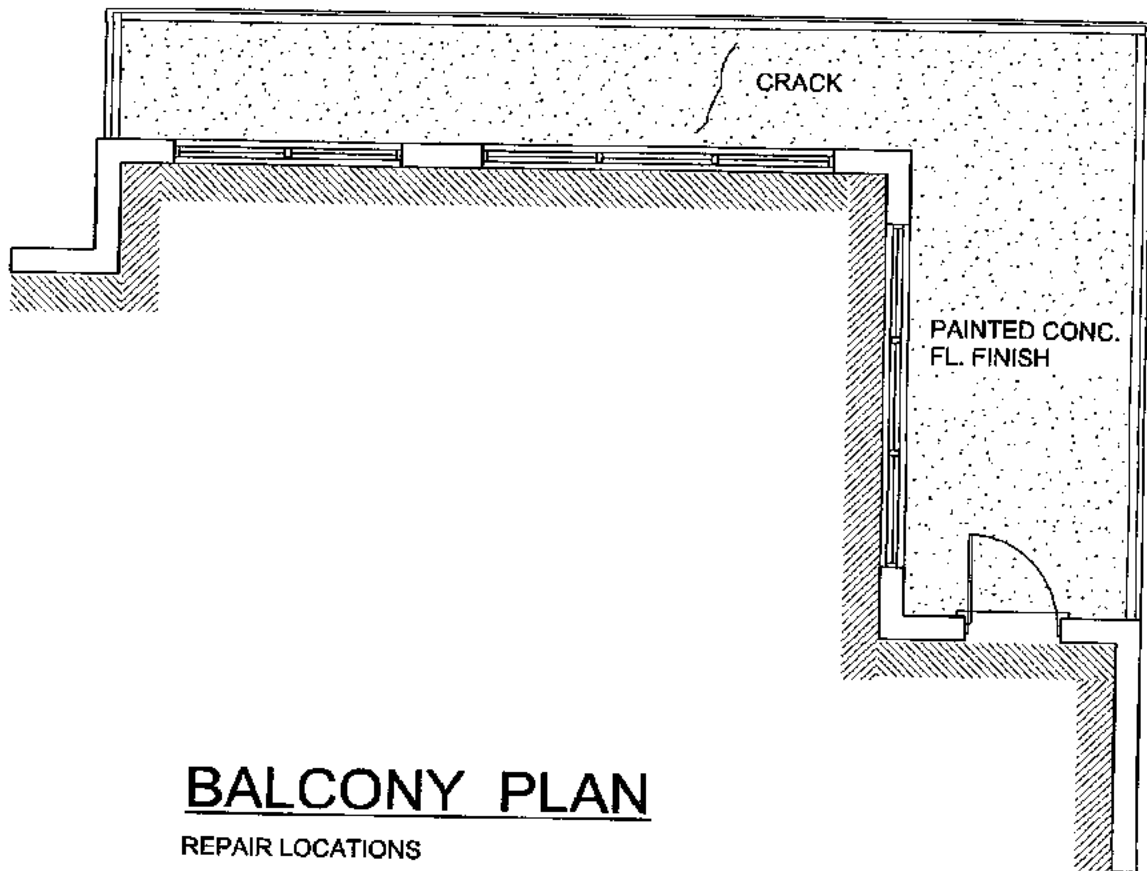 CRACK
PAINTED CONC.
FL. FINISH
BALCONY PLAN
REPAIR LOCATIONS